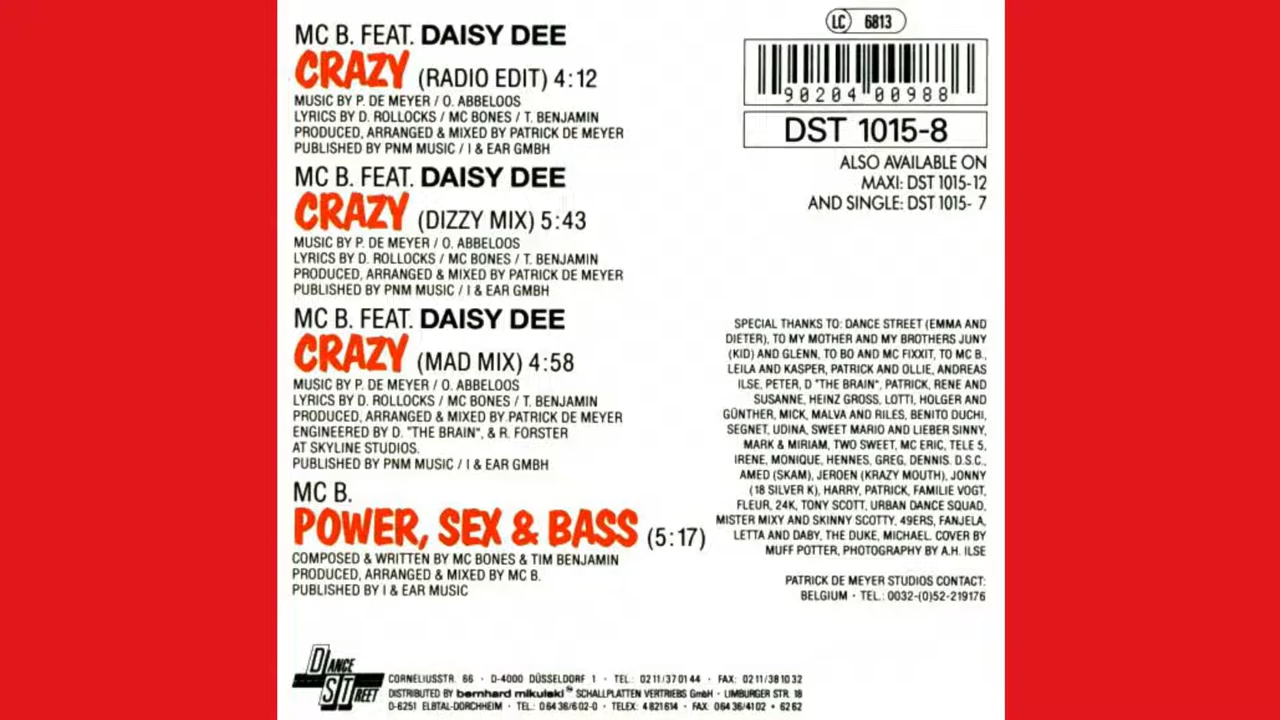 MC B. FEAT. DAISY DEE
CRAZY (RADIO EDIT) 4:12
MUSIC BY P. DE MEYER / O. ABBELOOS
LYRICS BY D. ROLLOCKS / MC BONES / T. BENJAMIN
PRODUCED, ARRANGED & MIXED BY PATRICK DE MEYER
PUBLISHED BY PNM MUSIC / I & EAR GMBH
MC B. FEAT. DAISY DEE
CRAZY (DIZZY MIX) 5:43
MUSIC BY P. DE MEYER / O. ABBELOOS
LYRICS BY D. ROLLOCKS / MC BONES / T. BENJAMIN
PRODUCED, ARRANGED & MIXED BY PATRICK DE MEYER
PUBLISHED BY PNM MUSIC / I & EAR GMBH
MC B. FEAT. DAISY DEE
CRAZY (MAD MIX) 4:58
MUSIC BY P. DE MEYER / O. ABBELOOS
LYRICS BY D. ROLLOCKS / MC BONES / T. BENJAMIN
PRODUCED, ARRANGED & MIXED BY PATRICK DE MEYER
ENGINEERED BY D. "THE BRAIN", & R. FORSTER
AT SKYLINE STUDIOS.
PUBLISHED BY PNM MUSIC / I & EAR GMBH
MC B.
POWER, SEX & BASS (5:17)
COMPOSED & WRITTEN BY MC BONES & TIM BENJAMIN
PRODUCED, ARRANGED & MIXED BY MC B.
PUBLISHED BY I & EAR MUSIC
LC 6813
90204 00988
DST 1015-8
ALSO AVAILABLE ON
MAXI: DST 1015-12
AND SINGLE: DST 1015- 7
SPECIAL THANKS TO: DANCE STREET (EMMA AND
DIETER), TO MY MOTHER AND MY BROTHERS JUNY
(KID) AND GLENN, TO BO AND MC FIXXIT, TO MC B.,
LEILA AND KASPER, PATRICK AND OLLIE, ANDREAS
ILSE, PETER, D "THE BRAIN", PATRICK, RENE AND
SUSANNE, HEINZ GROSS, LOTTI, HOLGER AND
GÜNTHER, MICK, MALVA AND RILES, BENITO DUCHI,
SEGNET, UDINA, SWEET MARIO AND LIEBER SINNY,
MARK & MIRIAM, TWO SWEET, MC ERIC, TELE 5,
IRENE, MONIQUE, HENNES, GREG, DENNIS. D.S.C.,
AMED (SKAM), JEROEN (KRAZY MOUTH), JONNY
(18 SILVER K), HARRY, PATRICK, FAMILIE VOGT,
FLEUR, 24K, TONY SCOTT, URBAN DANCE SQUAD,
MISTER MIXY AND SKINNY SCOTTY, 49ERS, FANJELA,
LETTA AND DABY, THE DUKE, MICHAEL. COVER BY
MUFF POTTER, PHOTOGRAPHY BY A.H. ILSE
PATRICK DE MEYER STUDIOS CONTACT:
BELGIUM · TEL.: 0032-(0)52-219176
DANCE STREET
CORNELIUSSTR. 66 · D-4000 DÜSSELDORF 1 · TEL.: 0211/370144 · FAX: 0211/381032
DISTRIBUTED BY bernhard mikulski SCHALLPLATTEN VERTRIEBS GmbH · LIMBURGER STR. 18
D-6251 ELBTAL-DORCHHEIM · TEL.: 06436/602-0 · TELEX: 4821614 · FAX: 06436/4102 + 6262